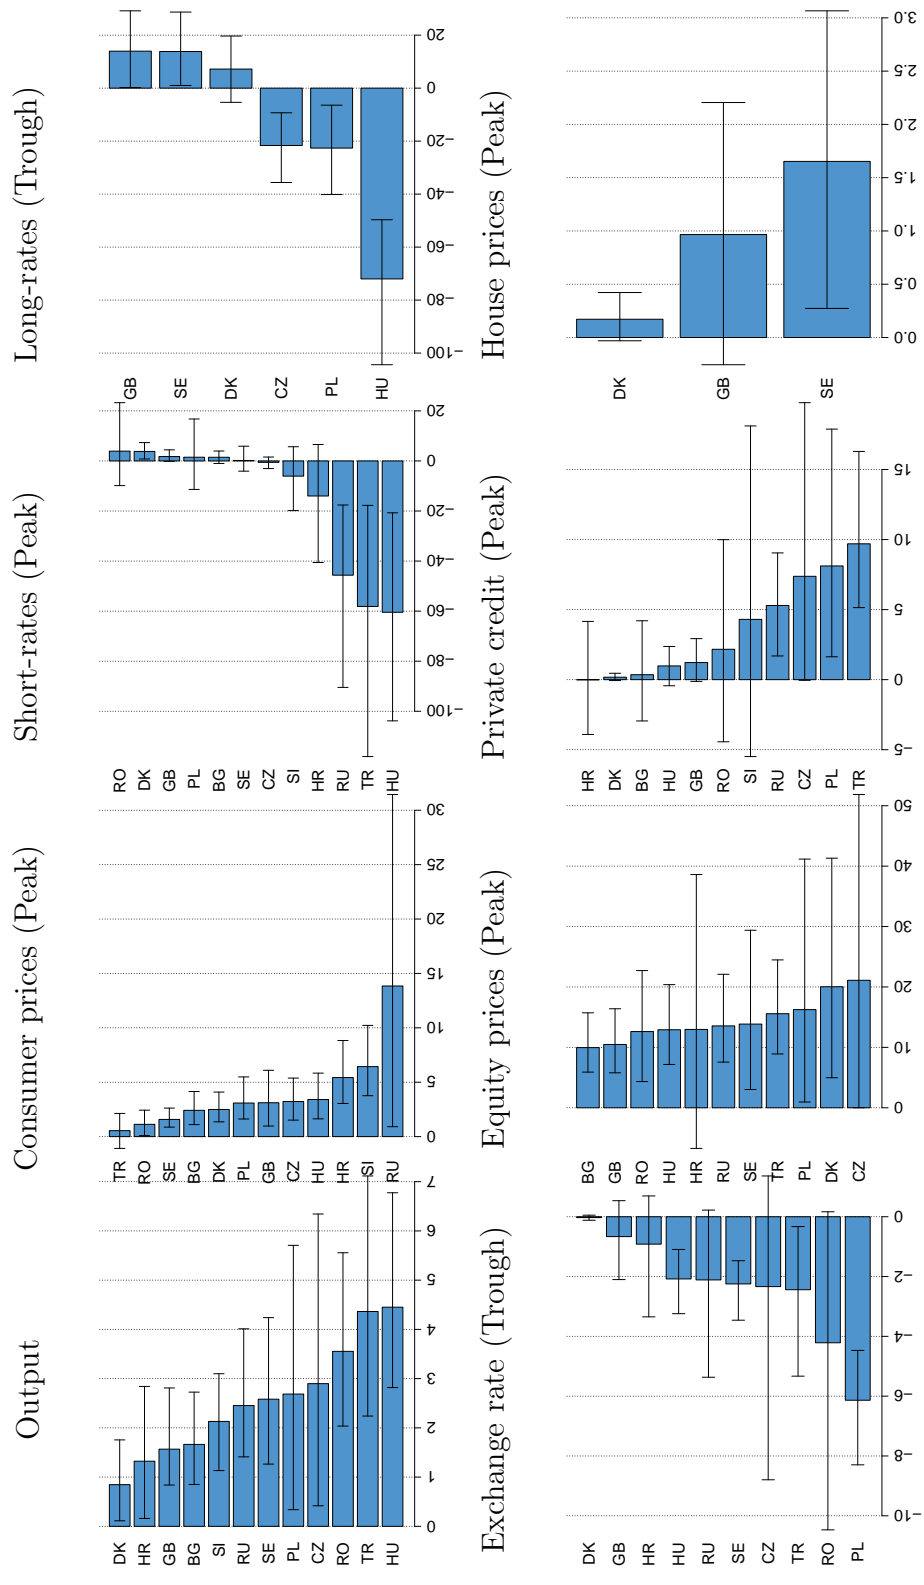 Output
DK
HR
GB
BG
SI
RU
SE
PL
CZ
RO
TR
HU
0
1
2
3
4
5
6
7
Consumer prices (Peak)
TR
RO
SE
BG
DK
PL
GB
CZ
HU
HR
SI
RU
0
5
10
15
20
25
30
Short-rates (Peak)
RO
DK
GB
PL
BG
SE
CZ
SI
HR
RU
TR
HU
−100
−80
−60
−40
−20
0
20
Long-rates (Trough)
GB
SE
DK
CZ
PL
HU
−100
−80
−60
−40
−20
0
20
Exchange rate (Trough)
DK
GB
HR
HU
RU
SE
CZ
TR
RO
PL
−10
−8
−6
−4
−2
0
Equity prices (Peak)
BG
GB
RO
HU
HR
RU
SE
TR
PL
DK
CZ
0
10
20
30
40
50
Private credit (Peak)
HR
DK
BG
HU
GB
RO
SI
RU
CZ
PL
TR
−5
0
5
10
15
House prices (Peak)
DK
GB
SE
0.0
0.5
1.0
1.5
2.0
2.5
3.0